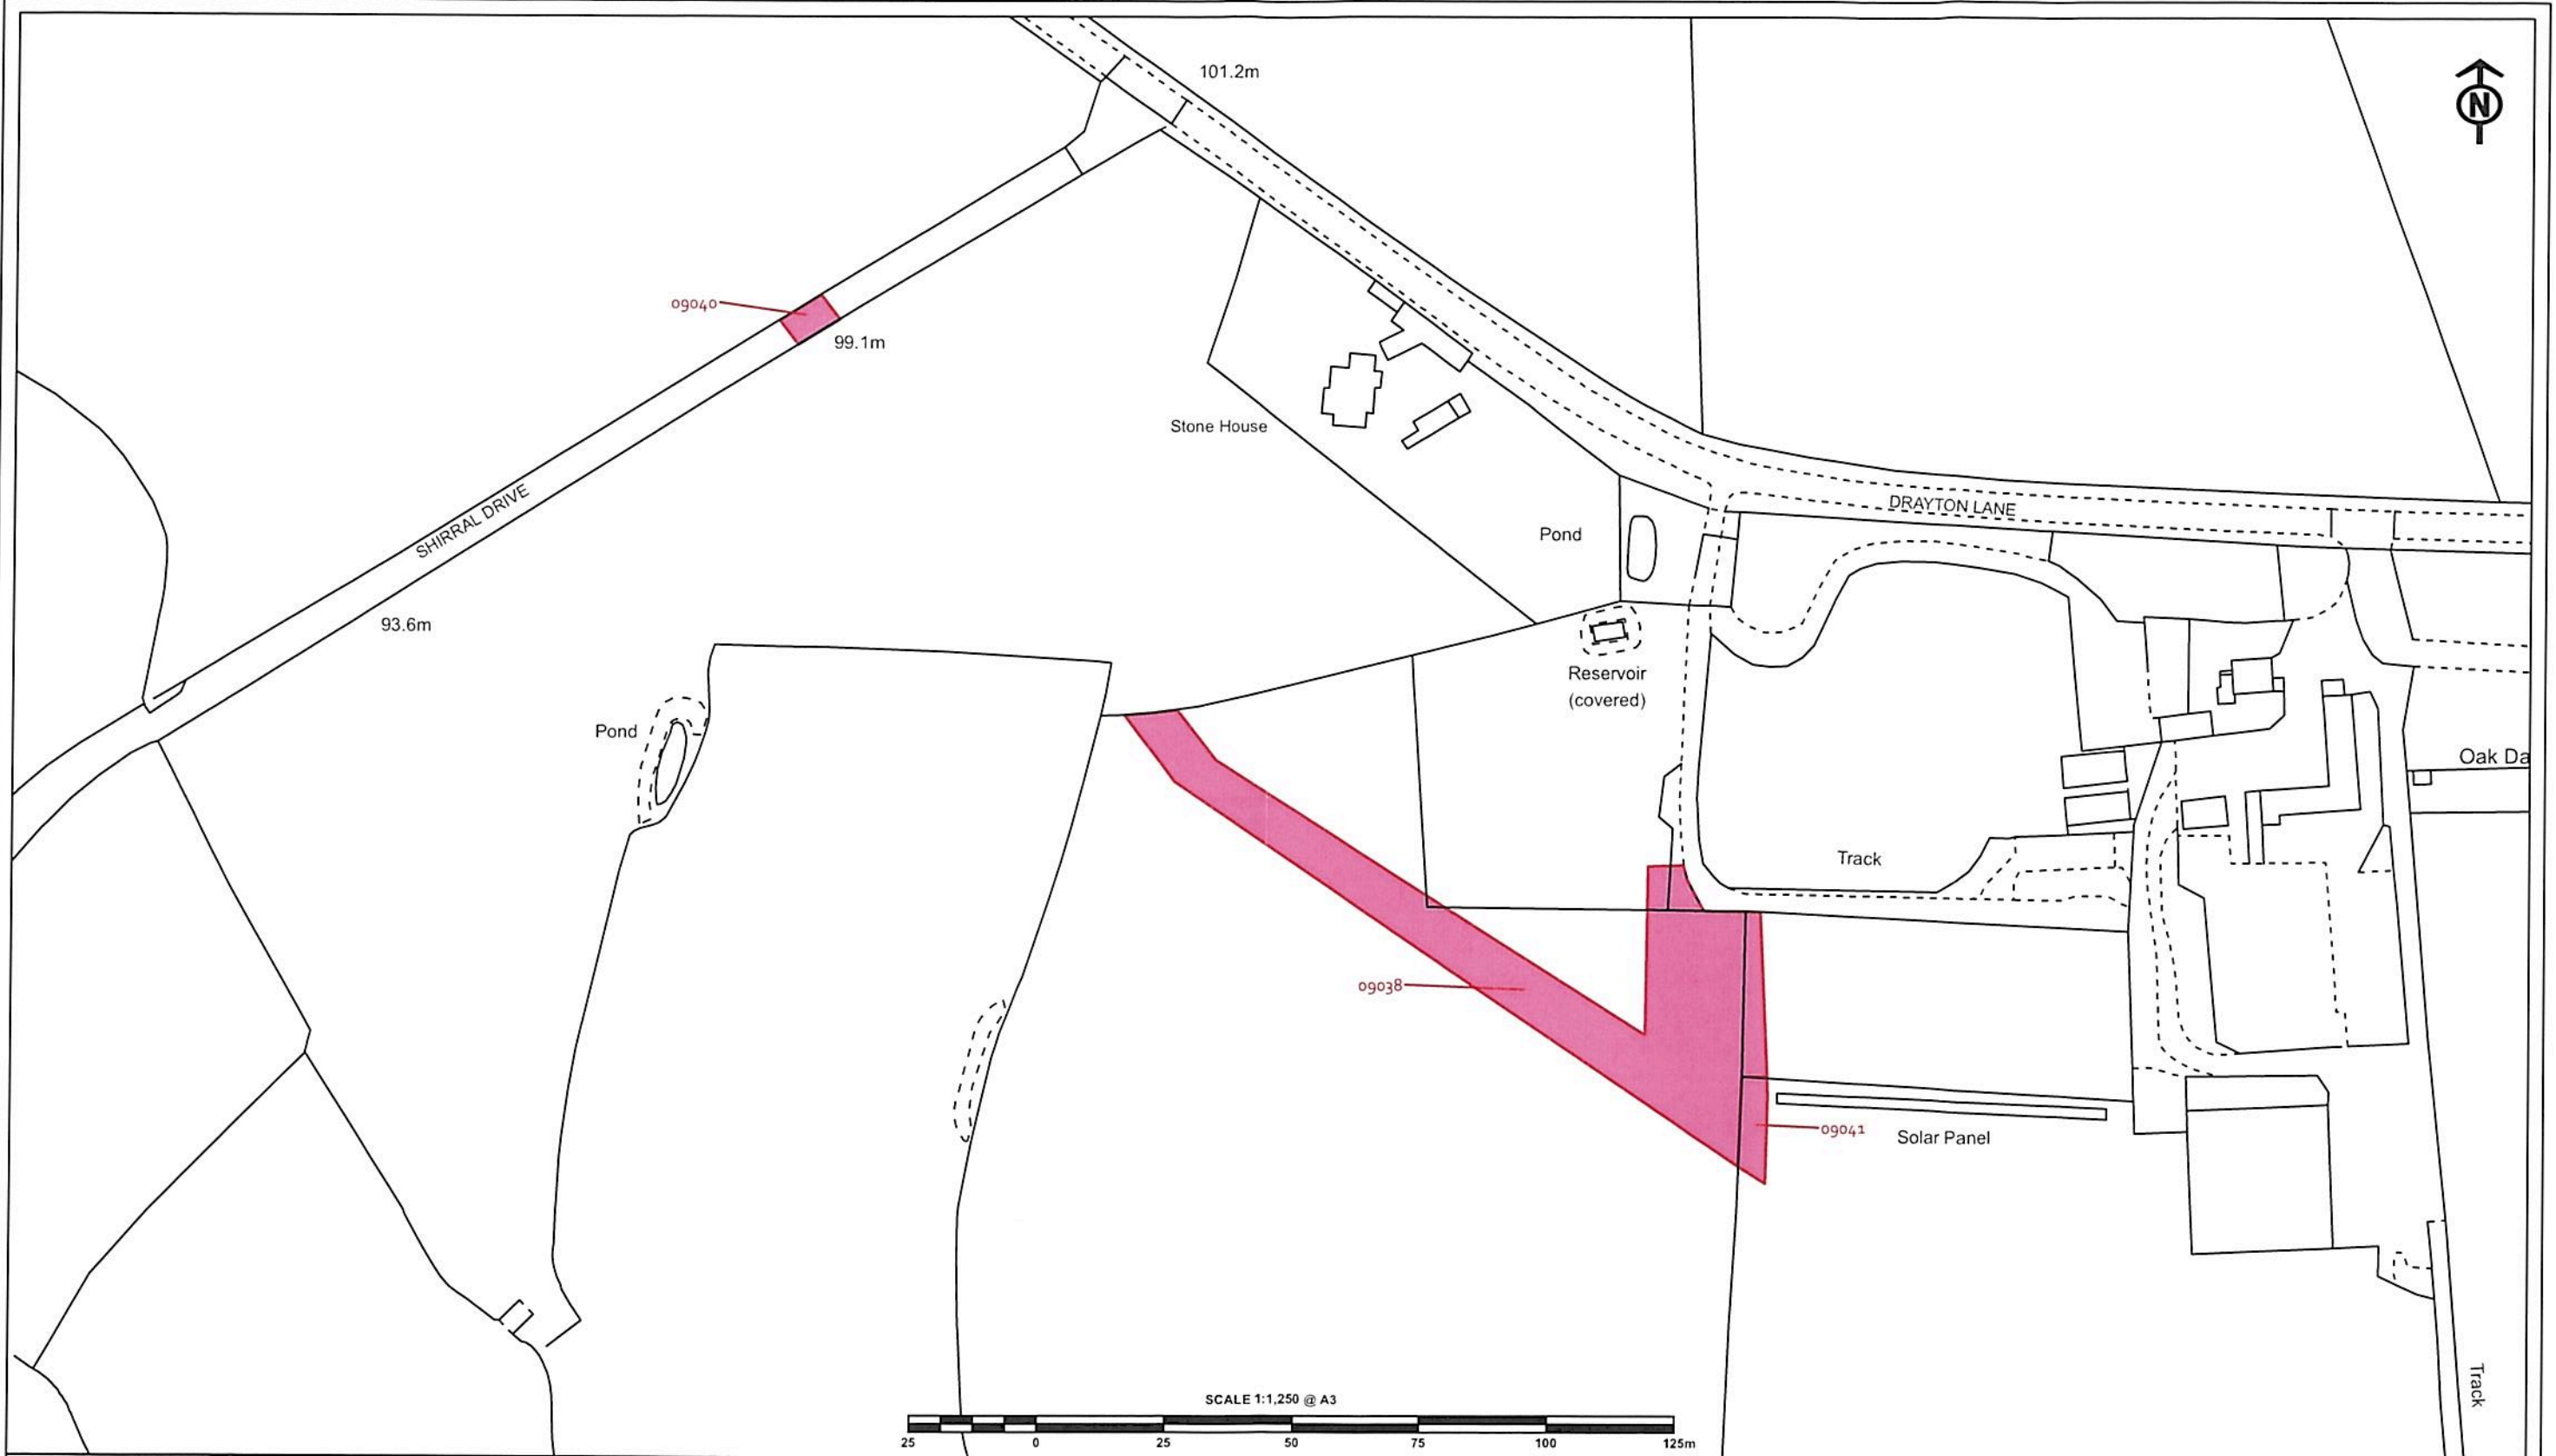 101.2m
N
09040
99.1m
Stone House
SHIRRAL DRIVE
DRAYTON LANE
Pond
93.6m
Reservoir
(covered)
Pond
Oak Da
Track
09038
09041
Solar Panel
Track
SCALE 1:1,250 @ A3
25 0 25 50 75 100 125m